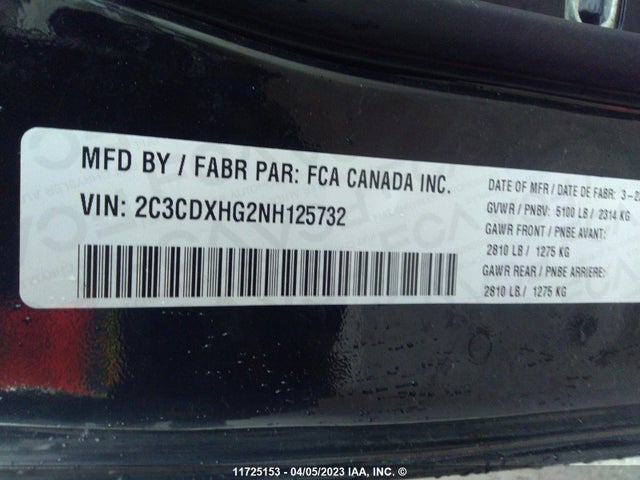 MFD BY / FABR PAR: FCA CANADA INC.
VIN: 2C3CDXHG2NH125732
DATE OF MFR / DATE DE FABR: 3-22
GVWR / PNBV: 5100 LB / 2314 KG
GAWR FRONT / PNBE AVANT:
2810 LB / 1275 KG
GAWR REAR / PNBE ARRIERE:
2810 LB / 1275 KG
11725153 - 04/05/2023 IAA, INC. ©